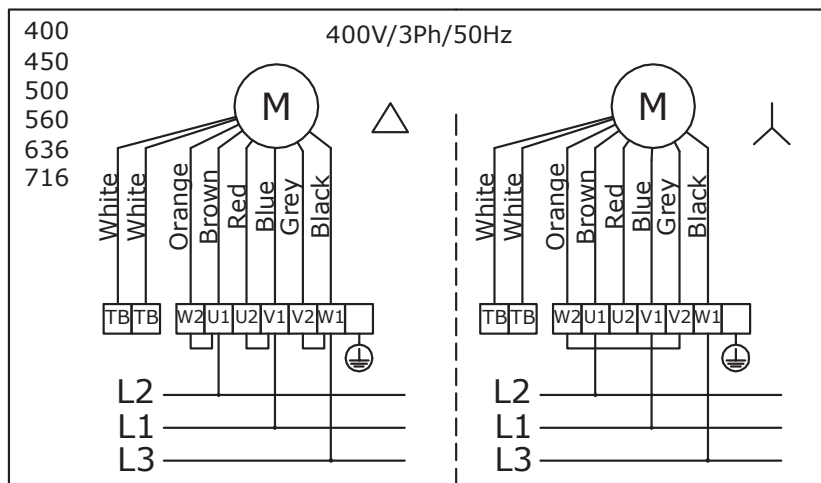 400
450
500
560
636
716
400V/3Ph/50Hz
M
White
White
Orange
Brown
Red
Blue
Grey
Black
TB TB W2 U1 U2 V1 V2 W1
L2
L1
L3
M
White
White
Orange
Brown
Red
Blue
Grey
Black
TB TB W2 U1 U2 V1 V2 W1
L2
L1
L3